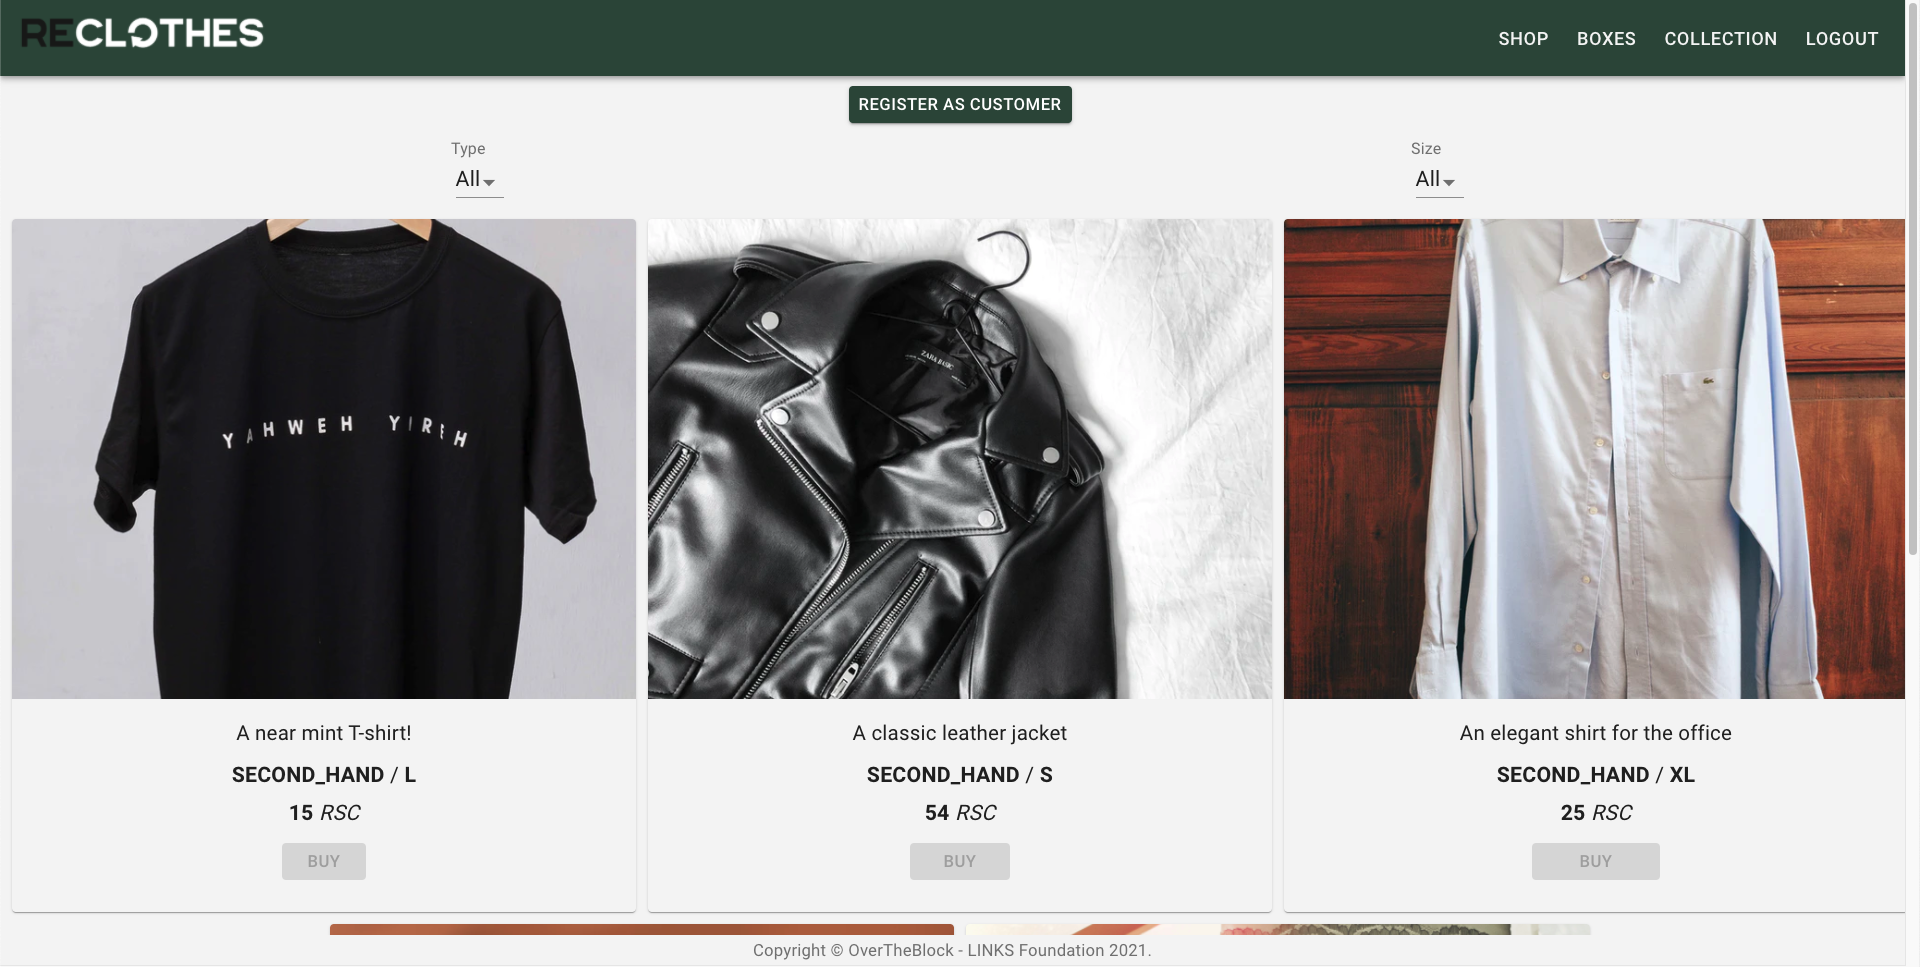 RECLOTHES
SHOP BOXES COLLECTION LOGOUT
REGISTER AS CUSTOMER
Type
All
Size
All
YAHWEH YIREH
ZARA BASIC
A near mint T-shirt!
SECOND_HAND / L
15 RSC
BUY
A classic leather jacket
SECOND_HAND / S
54 RSC
BUY
An elegant shirt for the office
SECOND_HAND / XL
25 RSC
BUY
Copyright © OverTheBlock - LINKS Foundation 2021.